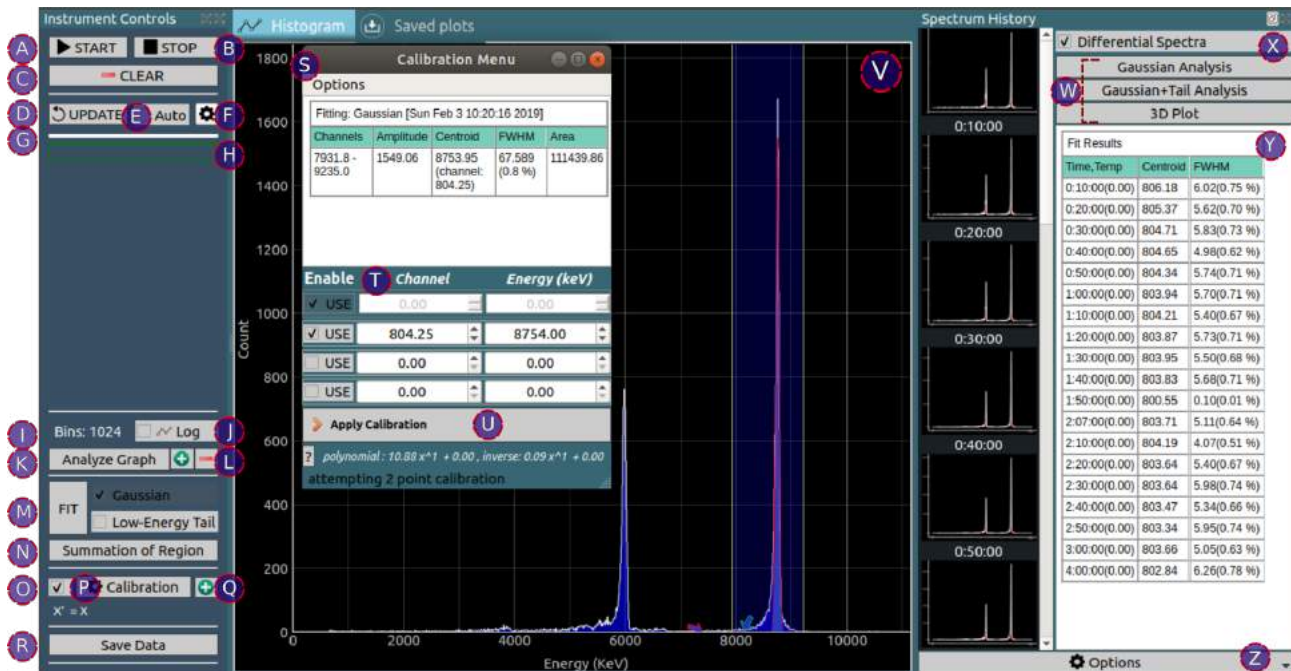 Instrument Controls
A
START
STOP
B
C
CLEAR
D
UPDATE
E
Auto
F
G
H
I
Bins: 1024
Log
J
K
Analyze Graph
L
M
FIT
Gaussian
Low-Energy Tail
N
Summation of Region
O
P
Calibration
Q
X' = X
R
Save Data
Histogram
Saved plots
V
1800
1600
1400
1200
1000
800
600
400
200
0
Count
0
2000
4000
6000
8000
10000
Energy (KeV)
S
Calibration Menu
Options
Fitting: Gaussian [Sun Feb 3 10:20:16 2019]
Channels Amplitude Centroid FWHM Area
7931.8 - 1549.06 8753.95 67.589 111439.86
9235.0 (channel: (0.8 %)
804.25)
Enable T Channel Energy (keV)
USE 0.00 0.00
USE 804.25 8754.00
USE 0.00 0.00
USE 0.00 0.00
Apply Calibration
U
? polynomial : 10.88 x^1 + 0.00 , inverse: 0.09 x^1 + 0.00
attempting 2 point calibration
Spectrum History
0:10:00
0:20:00
0:30:00
0:40:00
0:50:00
Differential Spectra
X
W
Gaussian Analysis
Gaussian+Tail Analysis
3D Plot
Fit Results
Y
Time,Temp Centroid FWHM
0:10:00(0.00) 806.18 6.02(0.75 %)
0:20:00(0.00) 805.37 5.62(0.70 %)
0:30:00(0.00) 804.71 5.83(0.73 %)
0:40:00(0.00) 804.65 4.98(0.62 %)
0:50:00(0.00) 804.34 5.74(0.71 %)
1:00:00(0.00) 803.94 5.70(0.71 %)
1:10:00(0.00) 804.21 5.40(0.67 %)
1:20:00(0.00) 803.87 5.73(0.71 %)
1:30:00(0.00) 803.95 5.50(0.68 %)
1:40:00(0.00) 803.83 5.68(0.71 %)
1:50:00(0.00) 800.55 0.10(0.01 %)
2:07:00(0.00) 803.71 5.11(0.64 %)
2:10:00(0.00) 804.19 4.07(0.51 %)
2:20:00(0.00) 803.64 5.40(0.67 %)
2:30:00(0.00) 803.64 5.98(0.74 %)
2:40:00(0.00) 803.47 5.34(0.66 %)
2:50:00(0.00) 803.34 5.95(0.74 %)
3:00:00(0.00) 803.66 5.05(0.63 %)
4:00:00(0.00) 802.84 6.26(0.78 %)
Options
Z